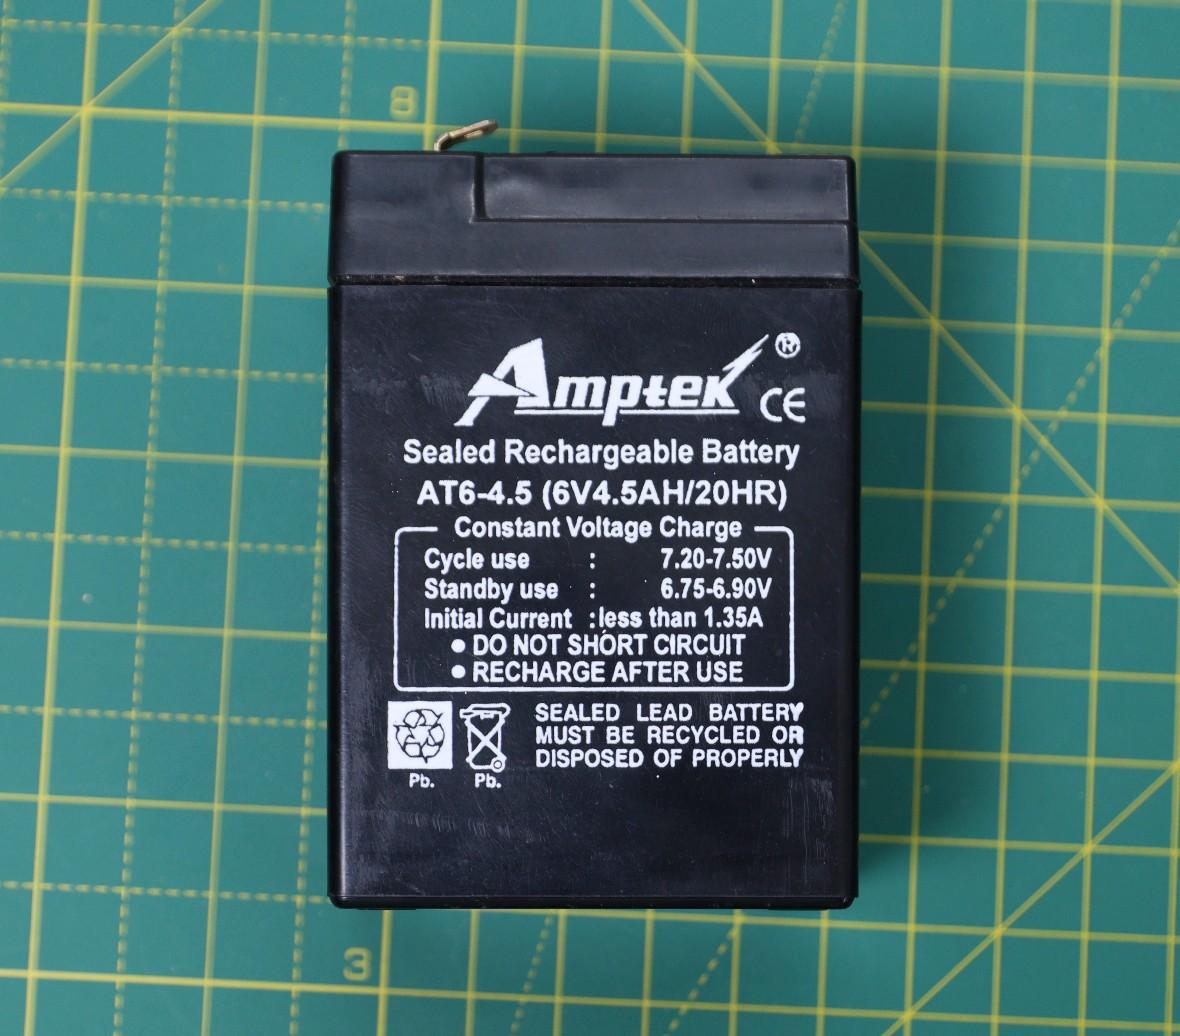 8
Amptek ®
CE
Sealed Rechargeable Battery
AT6-4.5 (6V4.5AH/20HR)
Constant Voltage Charge
Cycle use : 7.20-7.50V
Standby use : 6.75-6.90V
Initial Current :less than 1.35A
• DO NOT SHORT CIRCUIT
• RECHARGE AFTER USE
SEALED LEAD BATTERY
MUST BE RECYCLED OR
DISPOSED OF PROPERLY
Pb. Pb.
3